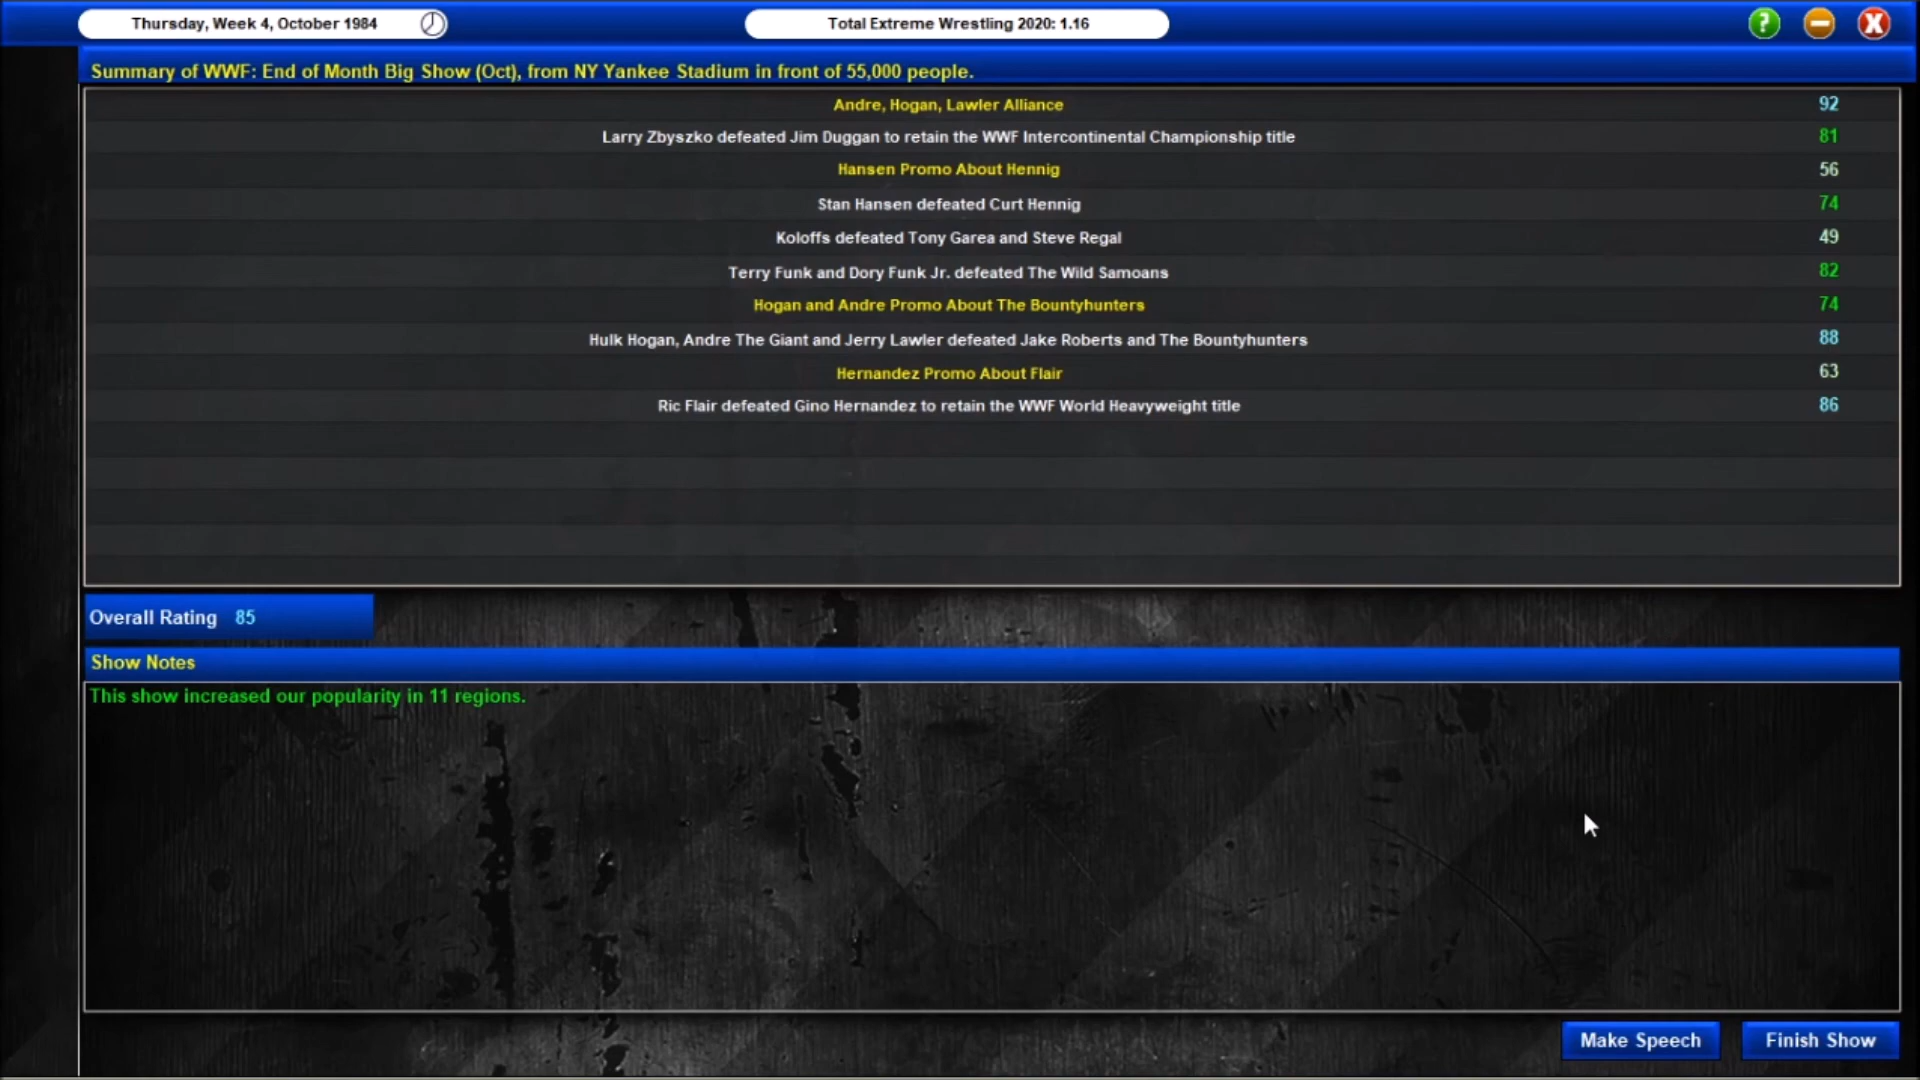 Thursday, Week 4, October 1984
Total Extreme Wrestling 2020: 1.16
?
X
Summary of WWF: End of Month Big Show (Oct), from NY Yankee Stadium in front of 55,000 people.
Andre, Hogan, Lawler Alliance 92
Larry Zbyszko defeated Jim Duggan to retain the WWF Intercontinental Championship title 81
Hansen Promo About Hennig 56
Stan Hansen defeated Curt Hennig 74
Koloffs defeated Tony Garea and Steve Regal 49
Terry Funk and Dory Funk Jr. defeated The Wild Samoans 82
Hogan and Andre Promo About The Bountyhunters 74
Hulk Hogan, Andre The Giant and Jerry Lawler defeated Jake Roberts and The Bountyhunters 88
Hernandez Promo About Flair 63
Ric Flair defeated Gino Hernandez to retain the WWF World Heavyweight title 86
Overall Rating 85
Show Notes
This show increased our popularity in 11 regions.
Make Speech
Finish Show